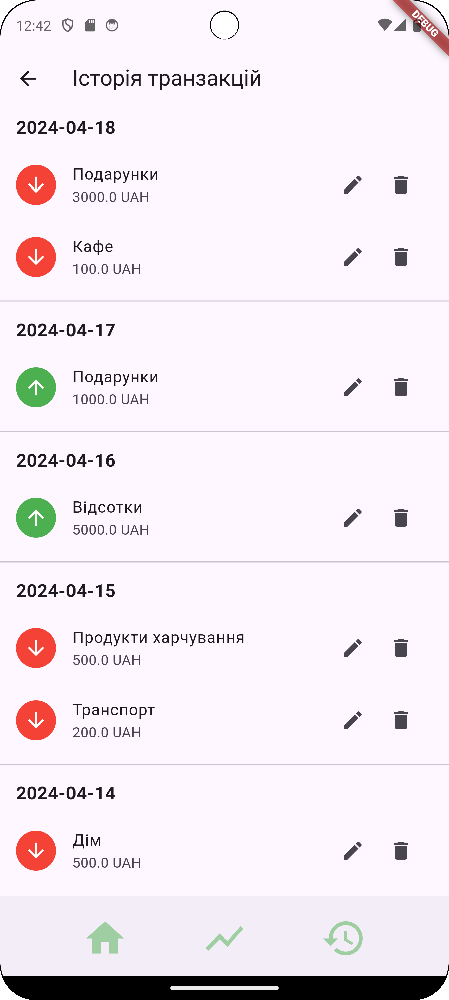 12:42
DEBUG
Історія транзакцій
2024-04-18
Подарунки
3000.0 UAH
Кафе
100.0 UAH
2024-04-17
Подарунки
1000.0 UAH
2024-04-16
Відсотки
5000.0 UAH
2024-04-15
Продукти харчування
500.0 UAH
Транспорт
200.0 UAH
2024-04-14
Дім
500.0 UAH